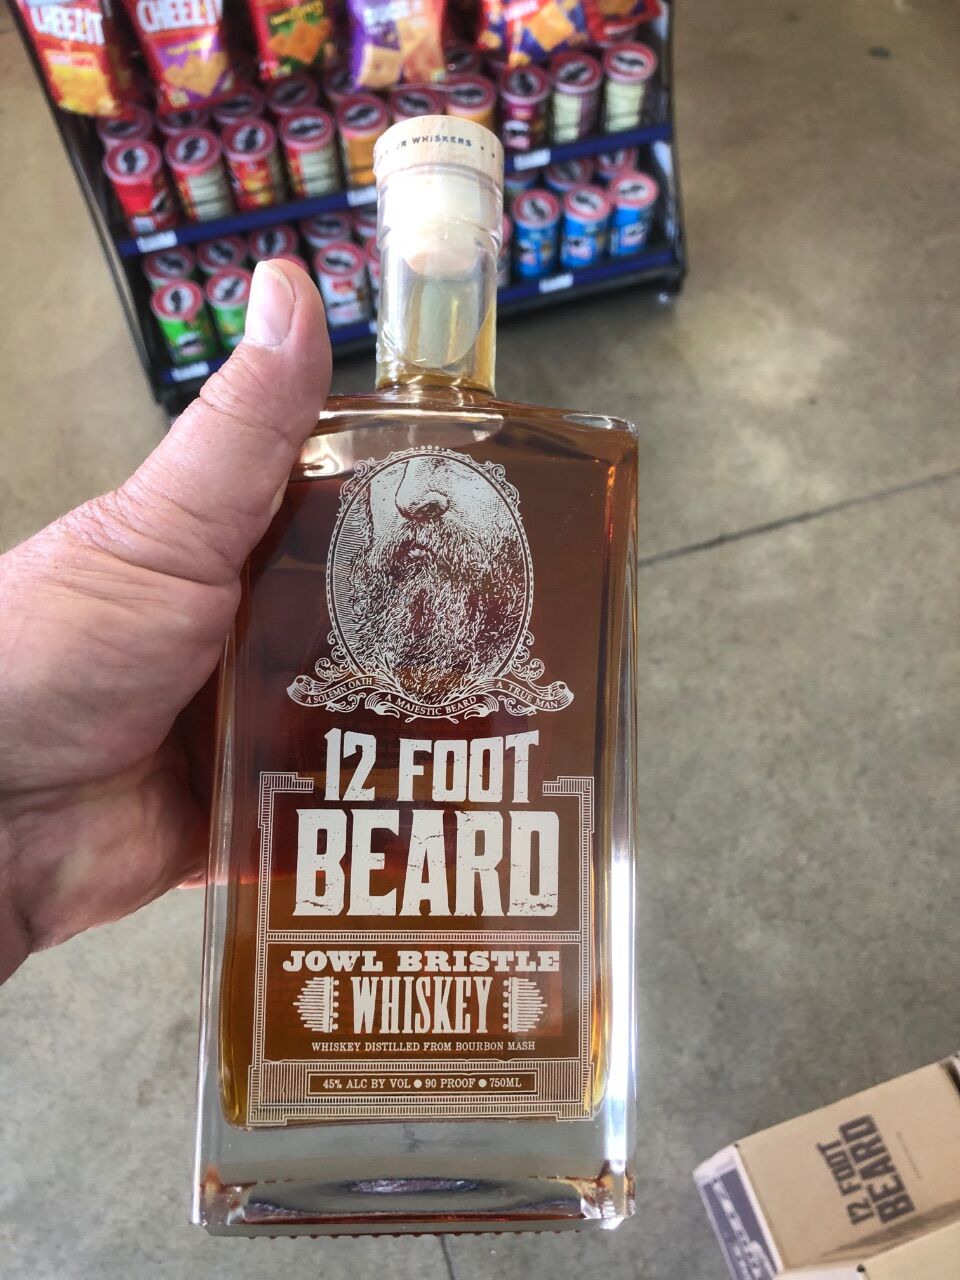 CHEEZ-IT
CHEEZ-IT
OR WHISKERS
A SOLEMN OATH
A MAJESTIC BEARD
A TRUE MAN
12 FOOT
BEARD
JOWL BRISTLE
WHISKEY
WHISKEY DISTILLED FROM BOURBON MASH
45% ALC BY VOL ● 90 PROOF ● 750ML
12 FOOT
BEARD